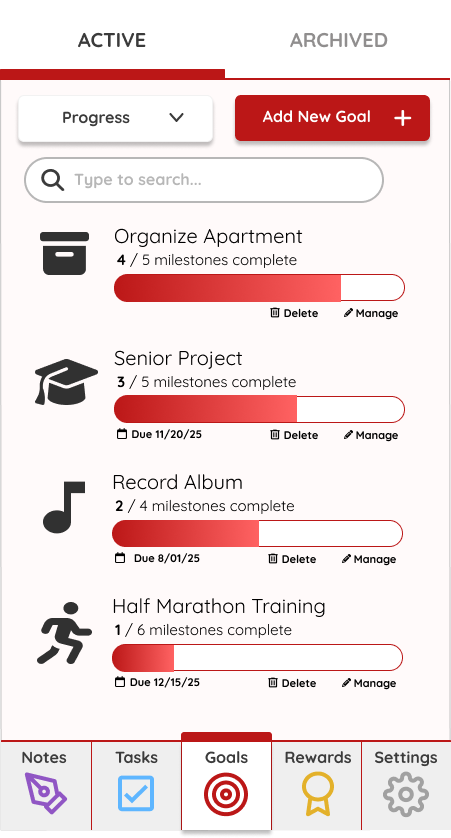 ACTIVE ARCHIVED
Progress Add New Goal
Type to search...
Organize Apartment
4 / 5 milestones complete
Delete Manage
Senior Project
3 / 5 milestones complete
Due 11/20/25 Delete Manage
Record Album
2 / 4 milestones complete
Due 8/01/25 Delete Manage
Half Marathon Training
1 / 6 milestones complete
Due 12/15/25 Delete Manage
Notes Tasks Goals Rewards Settings